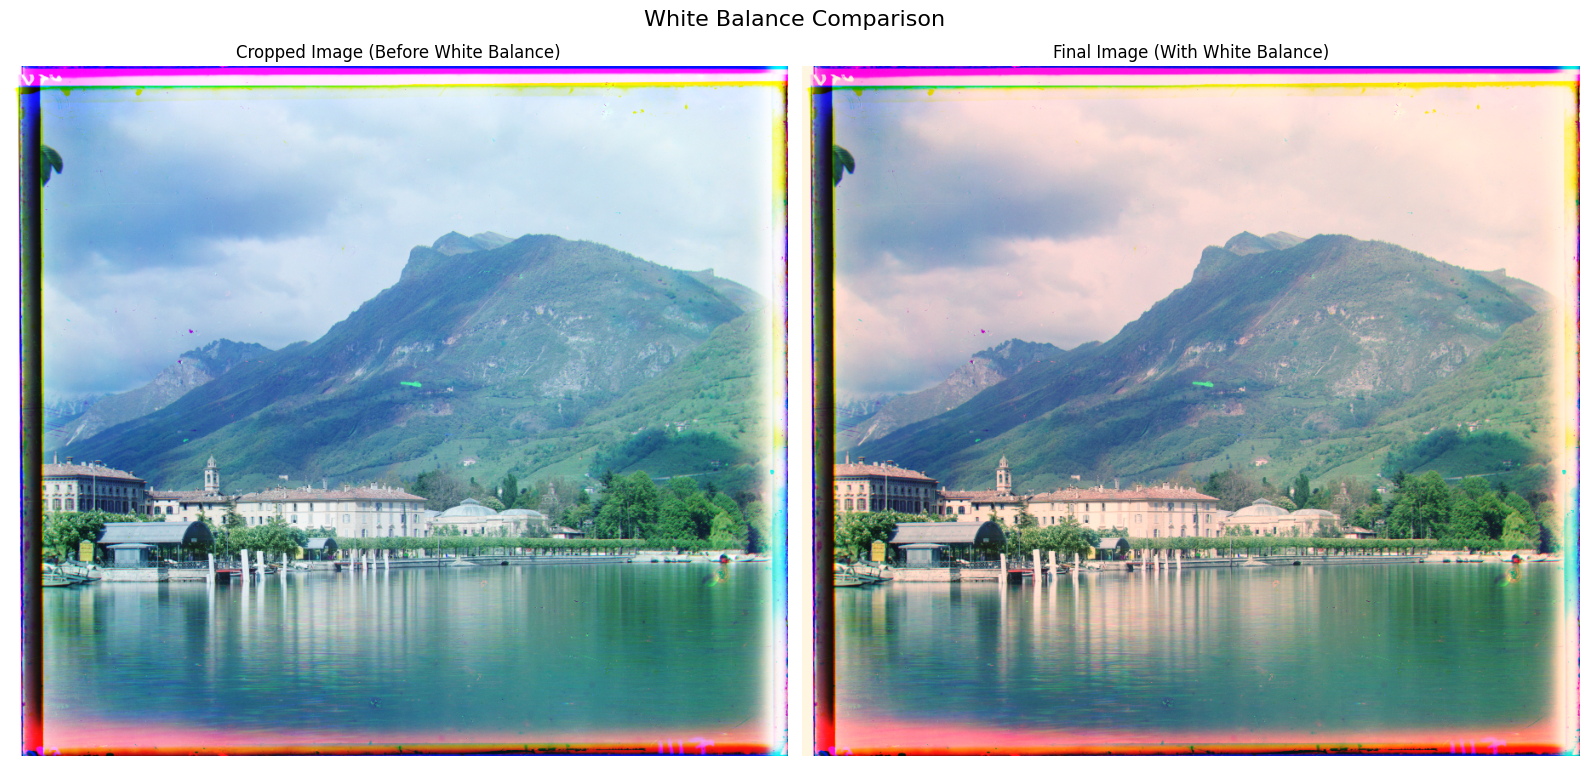 White Balance Comparison
Cropped Image (Before White Balance)
Final Image (With White Balance)